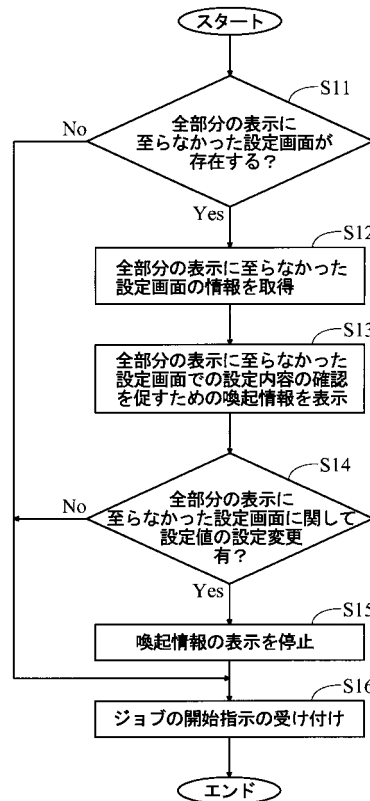 スタート
S11
全部分の表示に
至らなかった設定画面が
存在する？
No
Yes
S12
全部分の表示に至らなかった
設定画面の情報を取得
S13
全部分の表示に至らなかった
設定画面での設定内容の確認
を促すための喚起情報を表示
S14
全部分の表示に
至らなかった設定画面に関して
設定値の設定変更
有？
No
Yes
S15
喚起情報の表示を停止
S16
ジョブの開始指示の受け付け
エンド